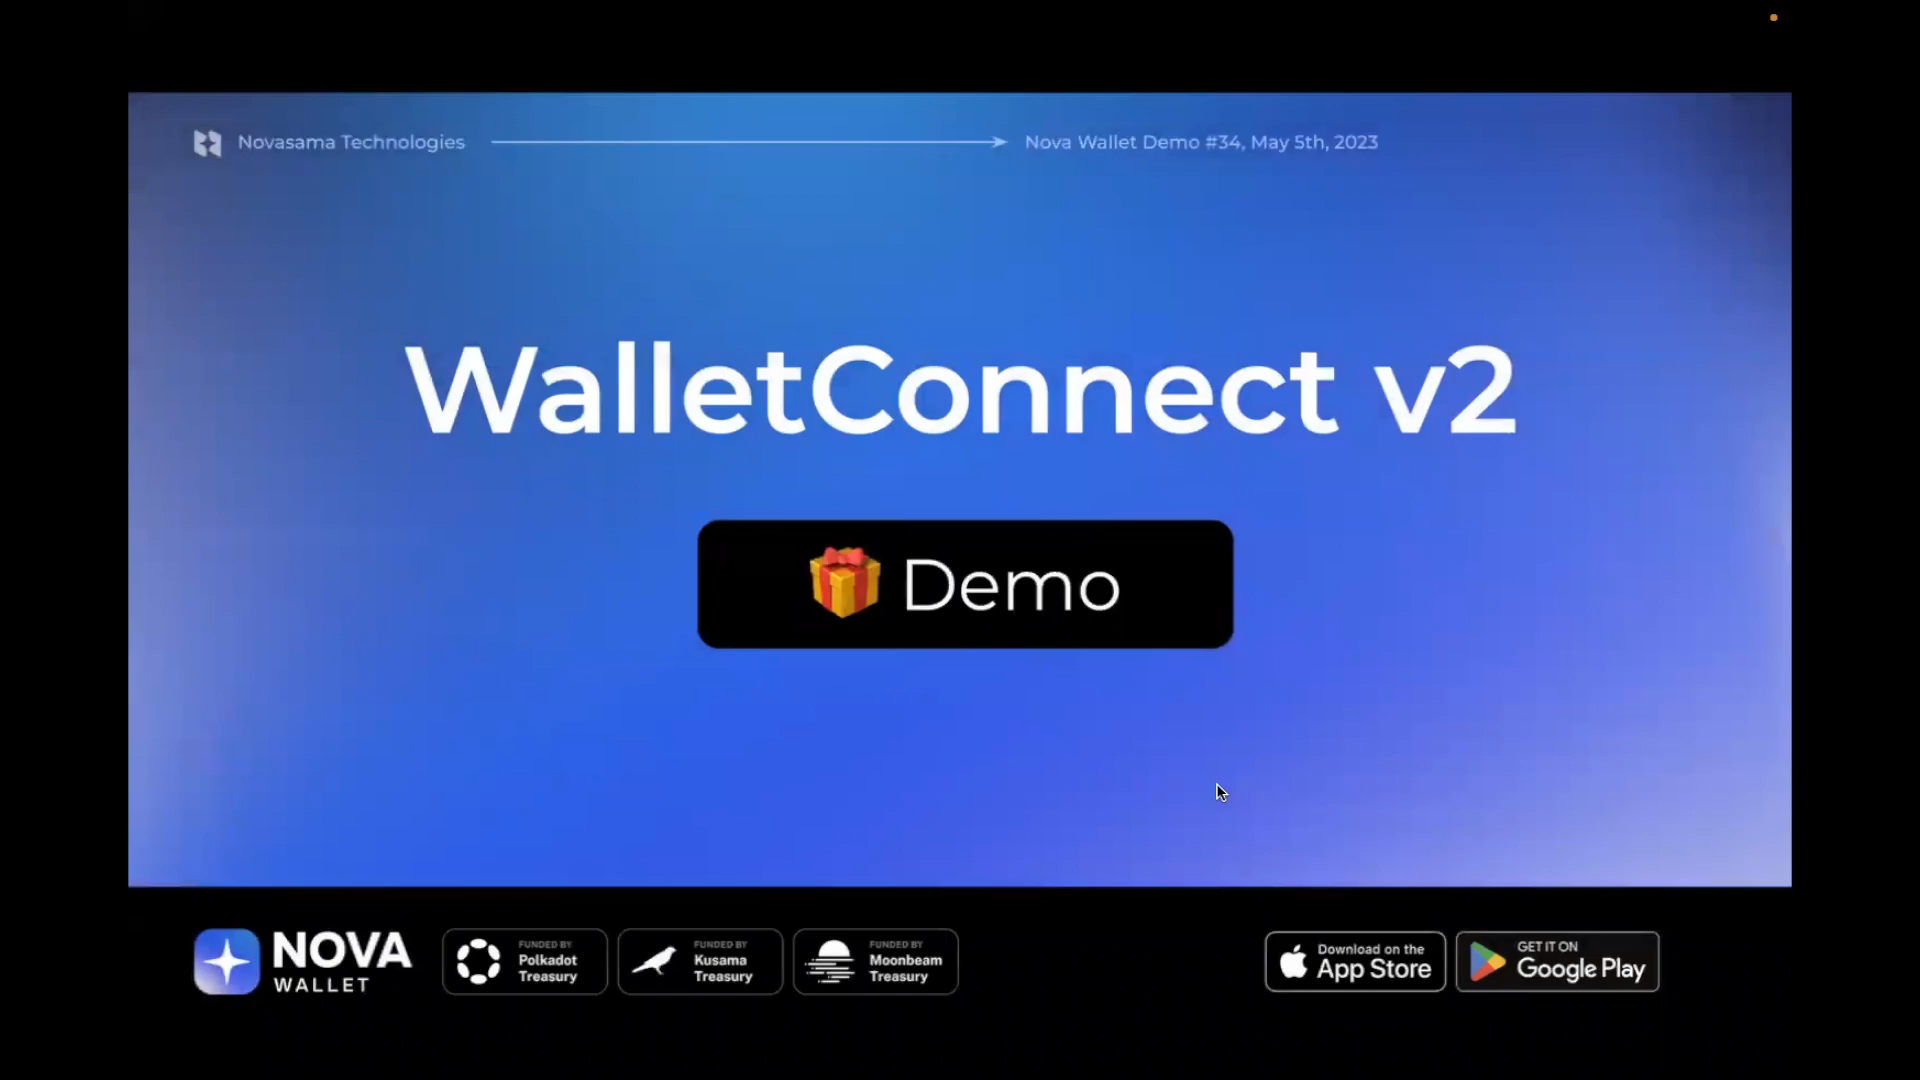 Novasama Technologies
Nova Wallet Demo #34, May 5th, 2023
WalletConnect v2
Demo
NOVA
WALLET
FUNDED BY
Polkadot
Treasury
FUNDED BY
Kusama
Treasury
FUNDED BY
Moonbeam
Treasury
Download on the
App Store
GET IT ON
Google Play